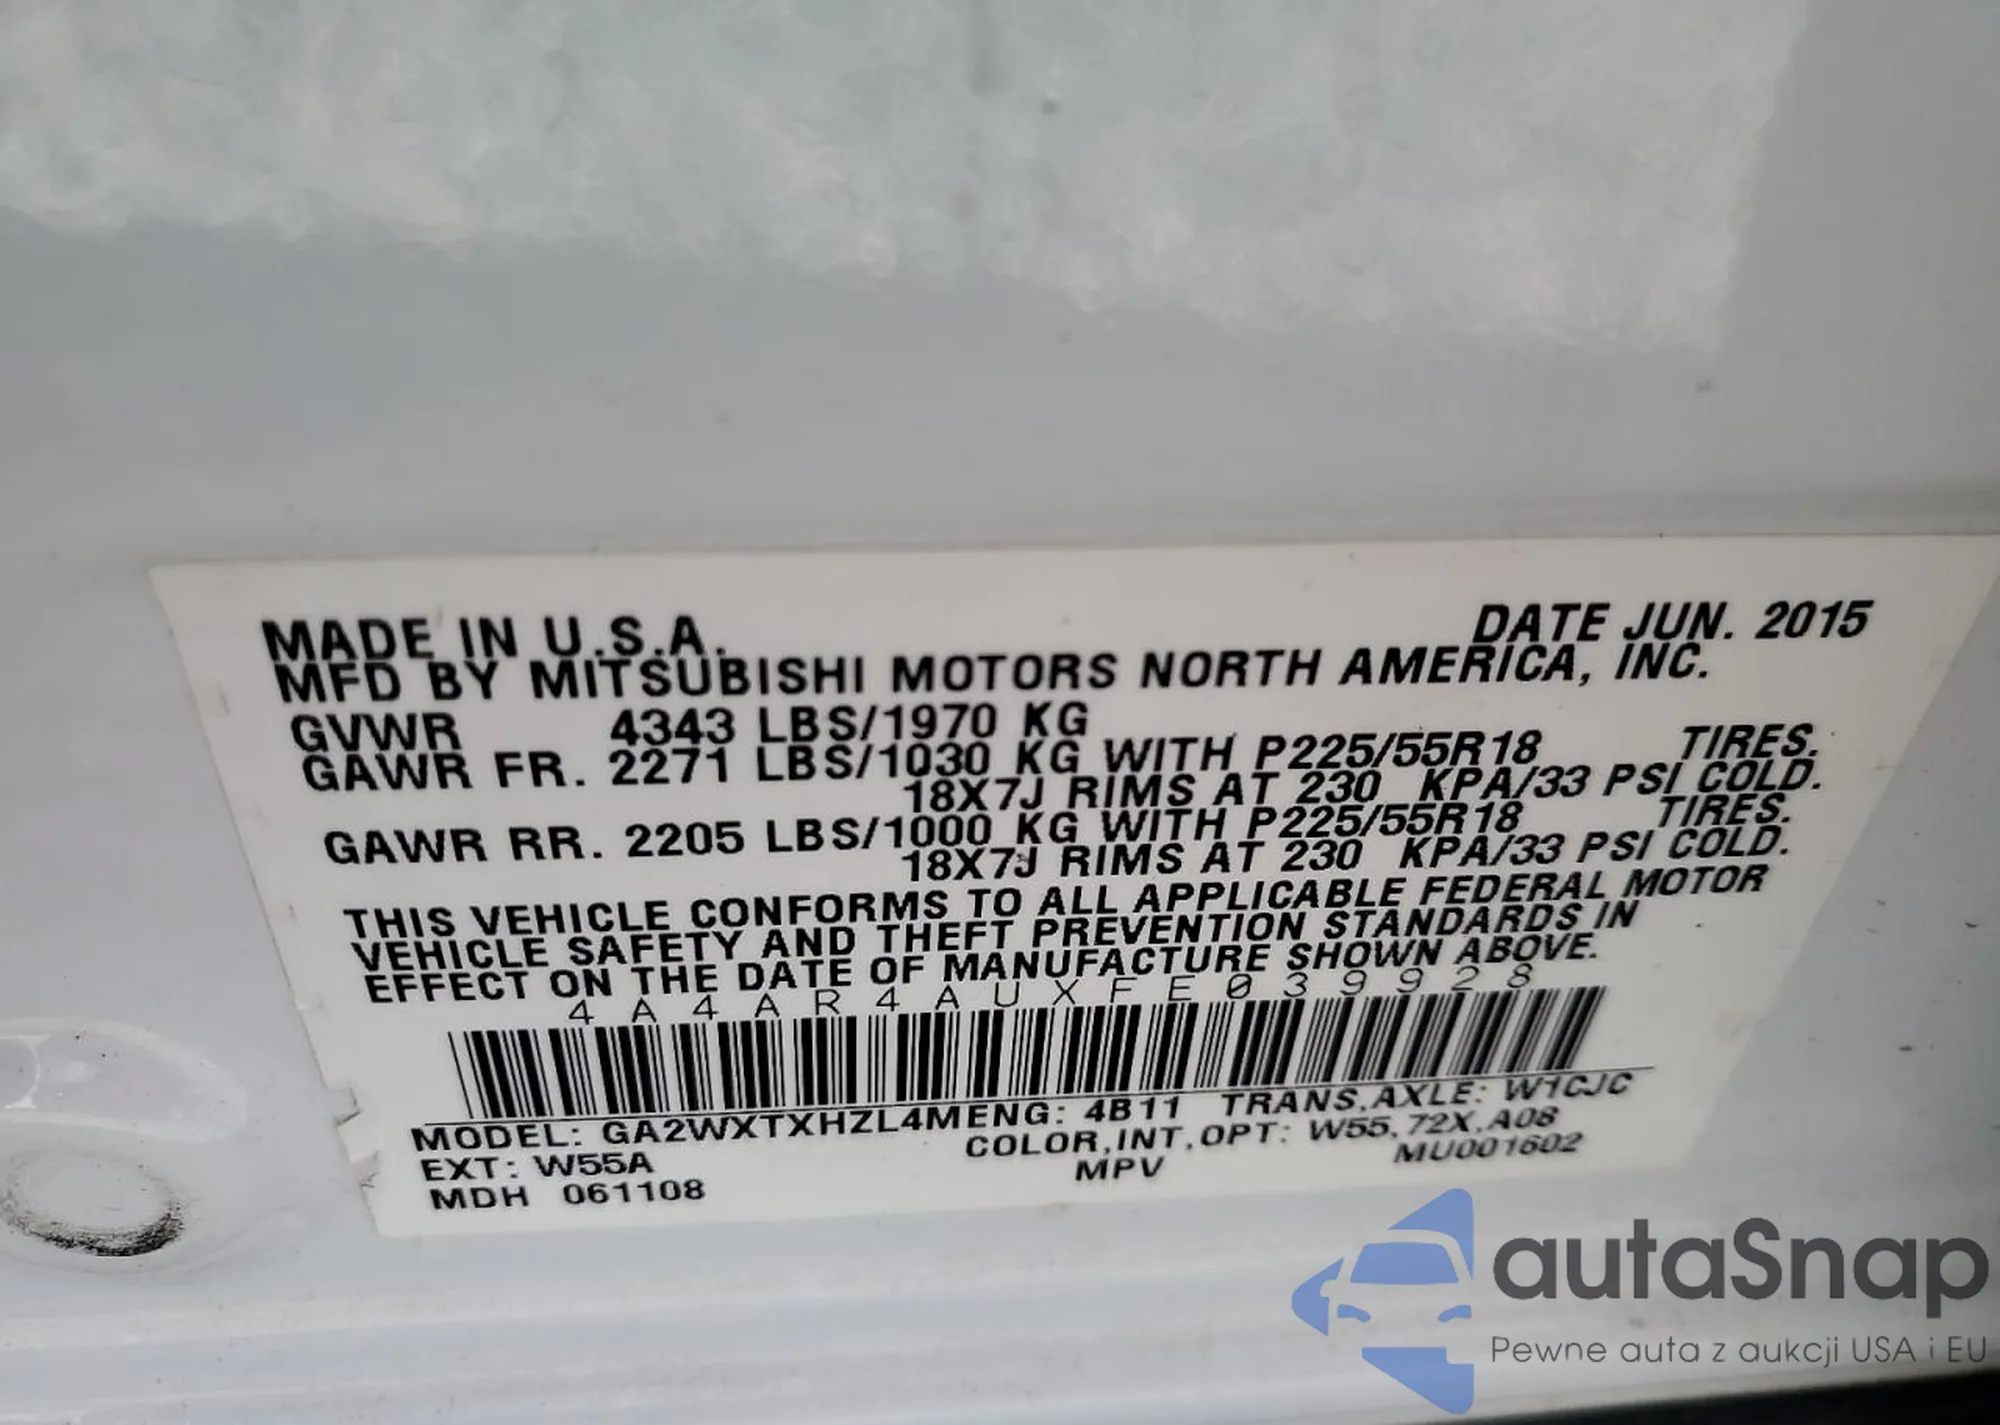 MADE IN U.S.A. DATE JUN. 2015
MFD BY MITSUBISHI MOTORS NORTH AMERICA, INC.
GVWR 4343 LBS/1970 KG
GAWR FR. 2271 LBS/1030 KG WITH P225/55R18 TIRES.
18X7J RIMS AT 230 KPA/33 PSI COLD.
GAWR RR. 2205 LBS/1000 KG WITH P225/55R18 TIRES.
18X7J RIMS AT 230 KPA/33 PSI COLD.
THIS VEHICLE CONFORMS TO ALL APPLICABLE FEDERAL MOTOR
VEHICLE SAFETY AND THEFT PREVENTION STANDARDS IN
EFFECT ON THE DATE OF MANUFACTURE SHOWN ABOVE.
4A4AR4AUXFE039928
MODEL: GA2WXTXHZL4M ENG: 4B11 TRANS,AXLE: W1CJC
EXT: W55A COLOR,INT,OPT: W55,72X,A08
MDH 061108 MPV MU001602
autaSnap
Pewne auta z aukcji USA i EU